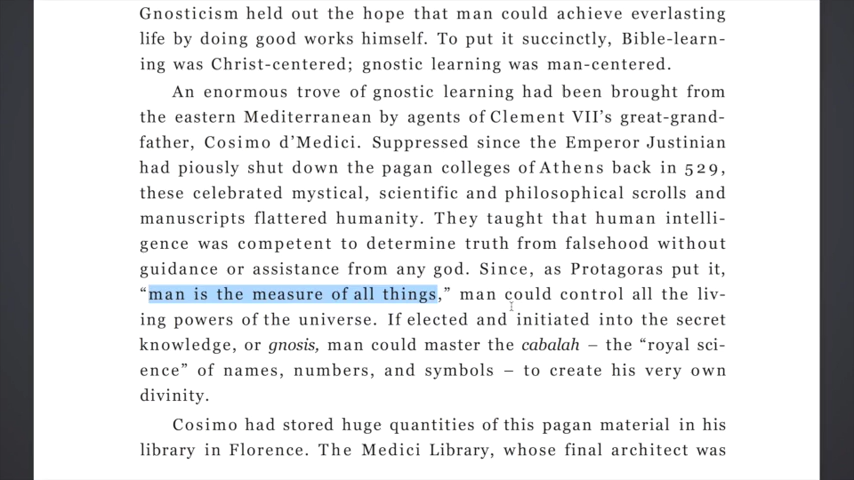 Gnosticism held out the hope that man could achieve everlasting
life by doing good works himself. To put it succinctly, Bible-learn-
ing was Christ-centered; gnostic learning was man-centered.
An enormous trove of gnostic learning had been brought from
the eastern Mediterranean by agents of Clement VII's great-grand-
father, Cosimo d'Medici. Suppressed since the Emperor Justinian
had piously shut down the pagan colleges of Athens back in 529,
these celebrated mystical, scientific and philosophical scrolls and
manuscripts flattered humanity. They taught that human intelli-
gence was competent to determine truth from falsehood without
guidance or assistance from any god. Since, as Protagoras put it,
“man is the measure of all things,” man could control all the liv-
ing powers of the universe. If elected and initiated into the secret
knowledge, or gnosis, man could master the cabalah – the “royal sci-
ence” of names, numbers, and symbols – to create his very own
divinity.
Cosimo had stored huge quantities of this pagan material in his
library in Florence. The Medici Library, whose final architect was